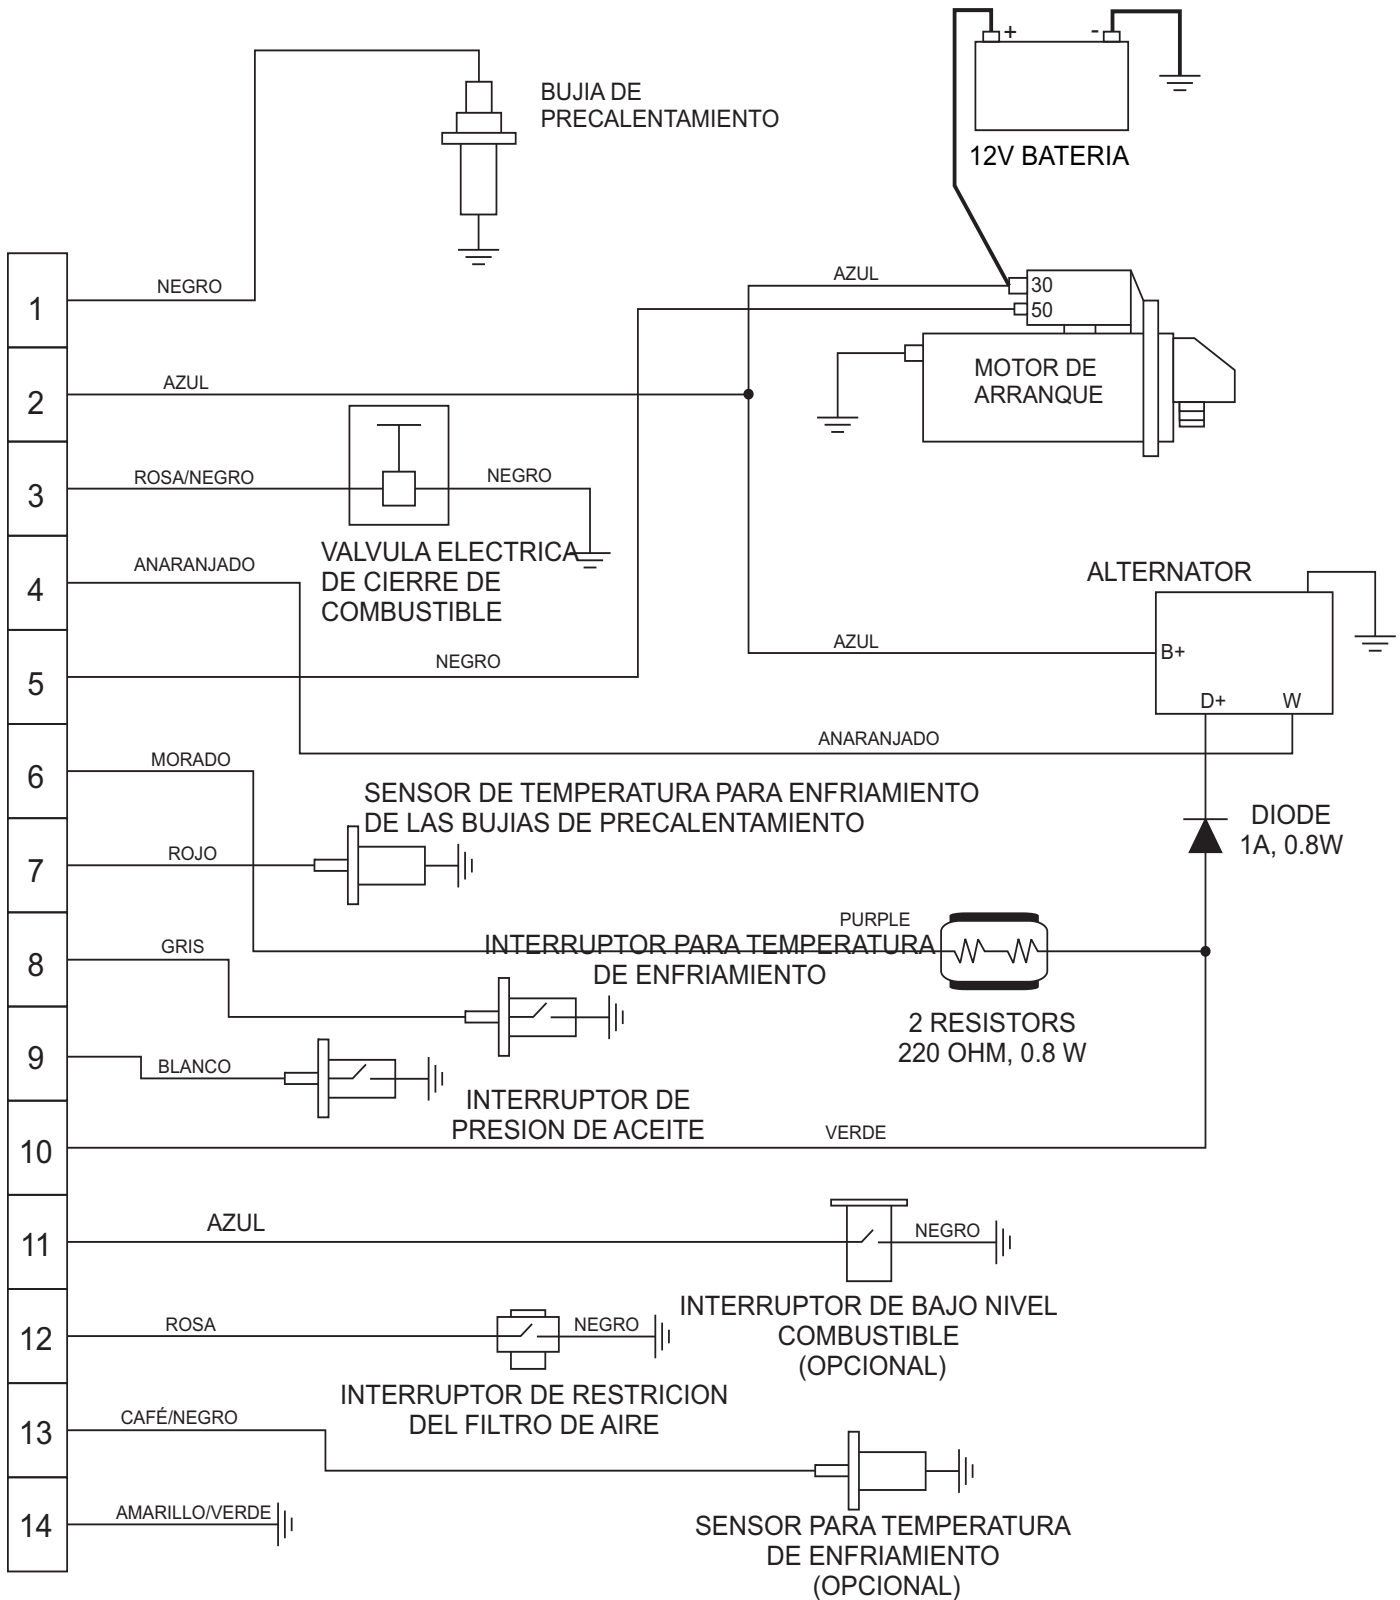 +
-
BUJIA DE
PRECALENTAMIENTO
12V BATERIA
NEGRO
1
AZUL
30
50
MOTOR DE
ARRANQUE
AZUL
2
ROSA/NEGRO
NEGRO
3
VALVULA ELECTRICA
DE CIERRE DE
COMBUSTIBLE
ANARANJADO
4
ALTERNATOR
AZUL
B+
D+
W
NEGRO
5
ANARANJADO
MORADO
6
SENSOR DE TEMPERATURA PARA ENFRIAMIENTO
DE LAS BUJIAS DE PRECALENTAMIENTO
DIODE
1A, 0.8W
ROJO
7
PURPLE
GRIS
8
INTERRUPTOR PARA TEMPERATURA
DE ENFRIAMIENTO
2 RESISTORS
220 OHM, 0.8 W
9
BLANCO
INTERRUPTOR DE
PRESION DE ACEITE
VERDE
10
AZUL
11
NEGRO
INTERRUPTOR DE BAJO NIVEL
COMBUSTIBLE
(OPCIONAL)
ROSA
12
NEGRO
INTERRUPTOR DE RESTRICION
DEL FILTRO DE AIRE
CAFÉ/NEGRO
13
AMARILLO/VERDE
14
SENSOR PARA TEMPERATURA
DE ENFRIAMIENTO
(OPCIONAL)